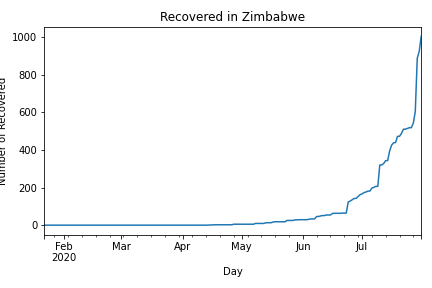 Recovered in Zimbabwe
Number of Recovered
1000
800
600
400
200
0
Feb Mar Apr May Jun Jul
2020
Day